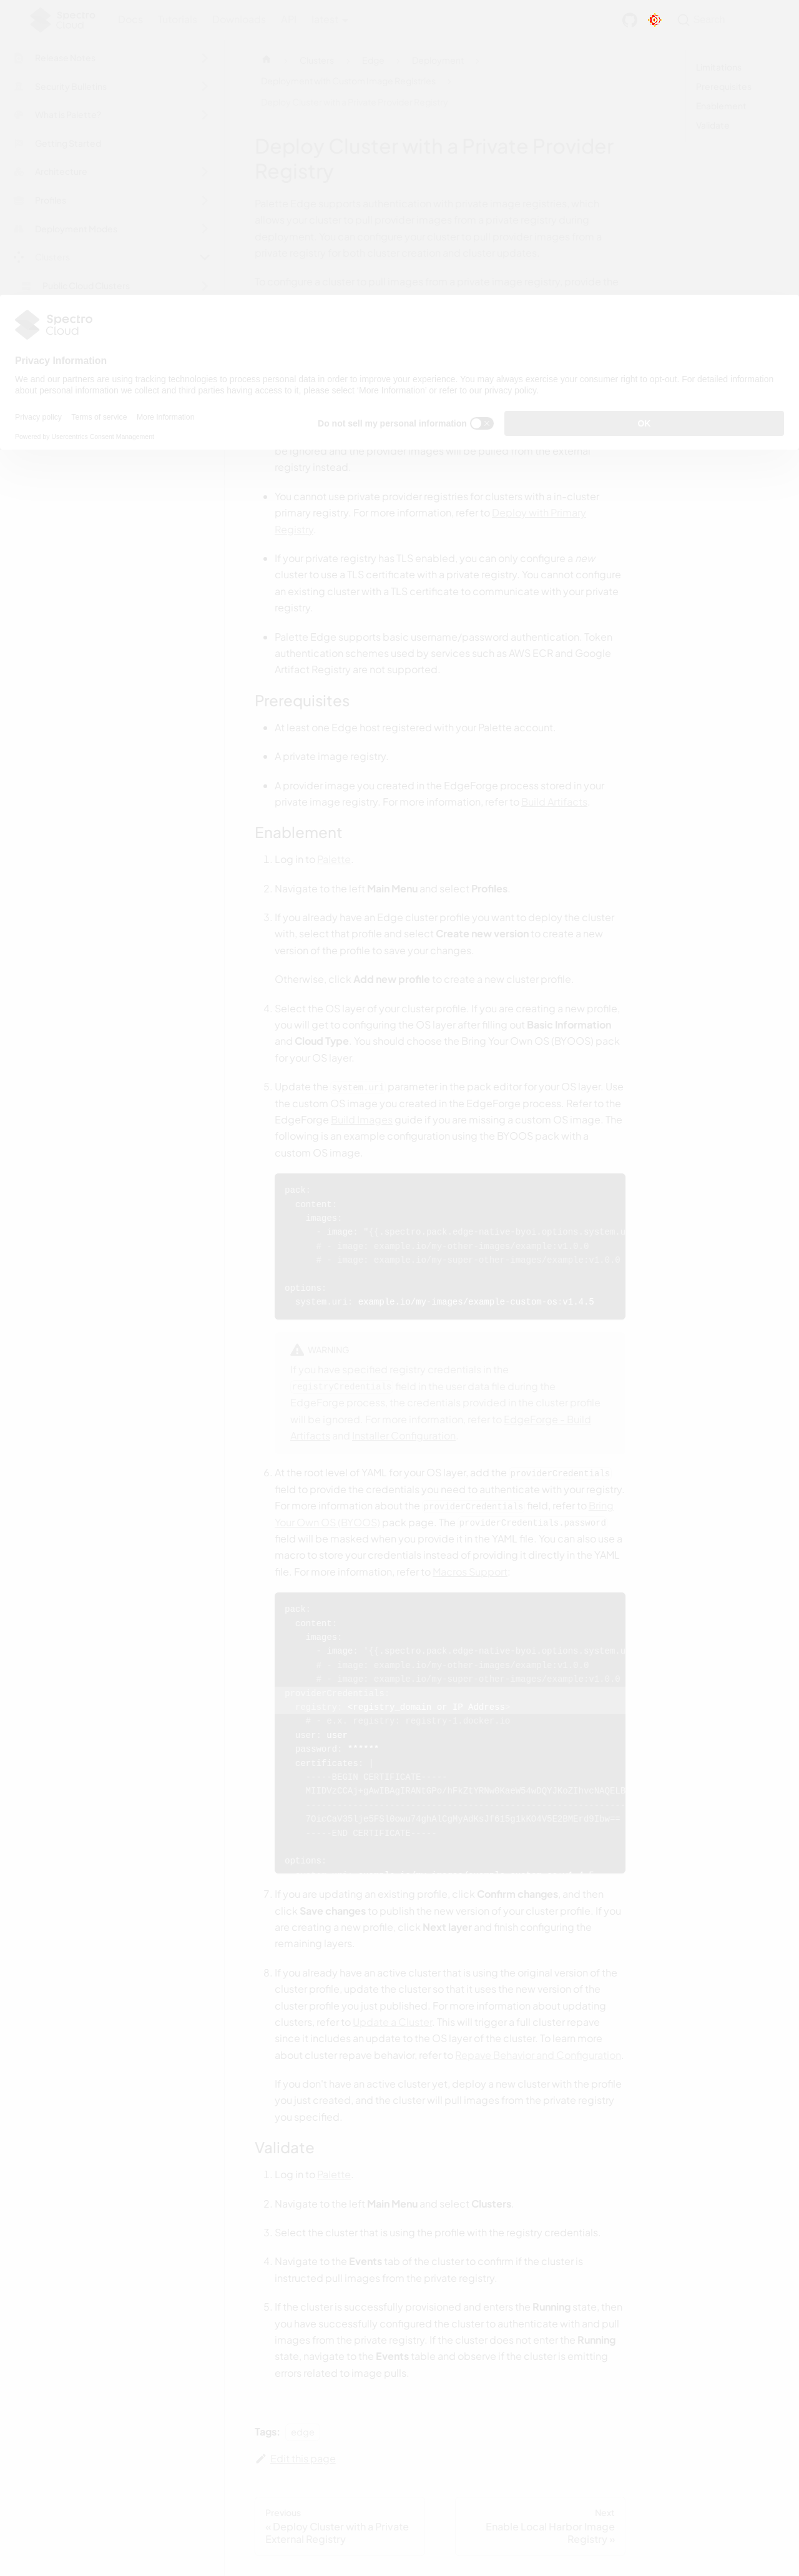 Spectro
Cloud
Deploy Cluster with a Private Provider
Registry
Spectro
Cloud
Privacy Information
We and our partners are using tracking technologies to process personal data in order to improve your experience. You may always exercise your consumer right to opt-out. For detailed information
about personal information we collect and third parties having access to it, please select 'More Information' or refer to our privacy policy.
Privacy policy Terms of service More Information
Do not sell my personal information
OK
Powered by Usercentrics Consent Management
be ignored and the provider images will be pulled from the external
registry instead.
You cannot use private provider registries for clusters with a in-cluster
primary registry. For more information, refer to Deploy with Primary
Registry.
If your private registry has TLS enabled, you can only configure a new
cluster to use a TLS certificate with a private registry. You cannot configure
an existing cluster with a TLS certificate to communicate with your private
registry.
Palette Edge supports basic username/password authentication. Token
authentication schemes used by services such as AWS ECR and Google
Artifact Registry are not supported.
Prerequisites
At least one Edge host registered with your Palette account.
A private image registry.
A provider image you created in the EdgeForge process stored in your
private image registry. For more information, refer to Build Artifacts.
Enablement
1. Log in to Palette.
2. Navigate to the left Main Menu and select Profiles.
3. If you already have an Edge cluster profile you want to deploy the cluster
with, select that profile and select Create new version to create a new
version of the profile to save your changes.
Otherwise, click Add new profile to create a new cluster profile.
4. Select the OS layer of your cluster profile. If you are creating a new profile,
you will get to configuring the OS layer after filling out Basic Information
and Cloud Type. You should choose the Bring Your Own OS (BYOOS) pack
for your OS layer.
5. Update the system.uri parameter in the pack editor for your OS layer. Use
the custom OS image you created in the EdgeForge process. Refer to the
EdgeForge Build Images guide if you are missing a custom OS image. The
following is an example configuration using the BYOOS pack with a
custom OS image.
pack:
content:
images:
- image: "{{.spectro.pack.edge-native-byoi.options.system.u
# - image: example.io/my-other-images/example:v1.0.0
# - image: example.io/my-super-other-images/example:v1.0.0
options:
system.uri: example.io/my-images/example-custom-os:v1.4.5
WARNING
If you have specified registry credentials in the
registryCredentials field in the user data file during the
EdgeForge process, the credentials provided in the cluster profile
will be ignored. For more information, refer to EdgeForge - Build
Artifacts and Installer Configuration.
6. At the root level of YAML for your OS layer, add the providerCredentials
field to provide the credentials you need to authenticate with your registry.
For more information about the providerCredentials field, refer to Bring
Your Own OS (BYOOS) pack page. The providerCredentials.password
field will be masked when you provide it in the YAML file. You can also use a
macro to store your credentials instead of providing it directly in the YAML
file. For more information, refer to Macros Support:
pack:
content:
images:
- image: "{{.spectro.pack.edge-native-byoi.options.system.u
# - image: example.io/my-other-images/example:v1.0.0
# - image: example.io/my-super-other-images/example:v1.0.0
providerCredentials:
registry: <registry_domain or IP Address>
user: user
password: ******
certificates: |
-----BEGIN CERTIFICATE-----
-----END CERTIFICATE-----
options:
7. If you are updating an existing profile, click Confirm changes, and then
click Save changes to publish the new version of your cluster profile. If you
are creating a new profile, click Next layer and finish configuring the
remaining layers.
8. If you already have an active cluster that is using the original version of the
cluster profile, update the cluster so that it uses the new version of the
cluster profile you just published. For more information about updating
clusters, refer to Update a Cluster. This will trigger a full cluster repave
since it includes an update to the OS layer of the cluster. To learn more
about cluster repave behavior, refer to Repave Behavior and Configuration.
If you don't have an active cluster yet, deploy a new cluster with the profile
you just created, and the cluster will pull images from the private registry
you specified.
Validate
1. Log in to Palette.
2. Navigate to the left Main Menu and select Clusters.
3. Select the cluster that is using the profile with the registry credentials.
4. Navigate to the Events tab of the cluster to confirm if the cluster is
instructed pull images from the private registry.
5. If the cluster is successfully provisioned and enters the Running state, then
you have successfully configured the cluster to authenticate with and pull
images from the private registry. If the cluster does not enter the Running
state, navigate to the Events table and observe if the cluster is emitting
errors related to image pulls.
Tags: edge
Edit this page
Previous
« Deploy Cluster with a Private
External Registry
Next
Enable Local Harbor Image
Registry »